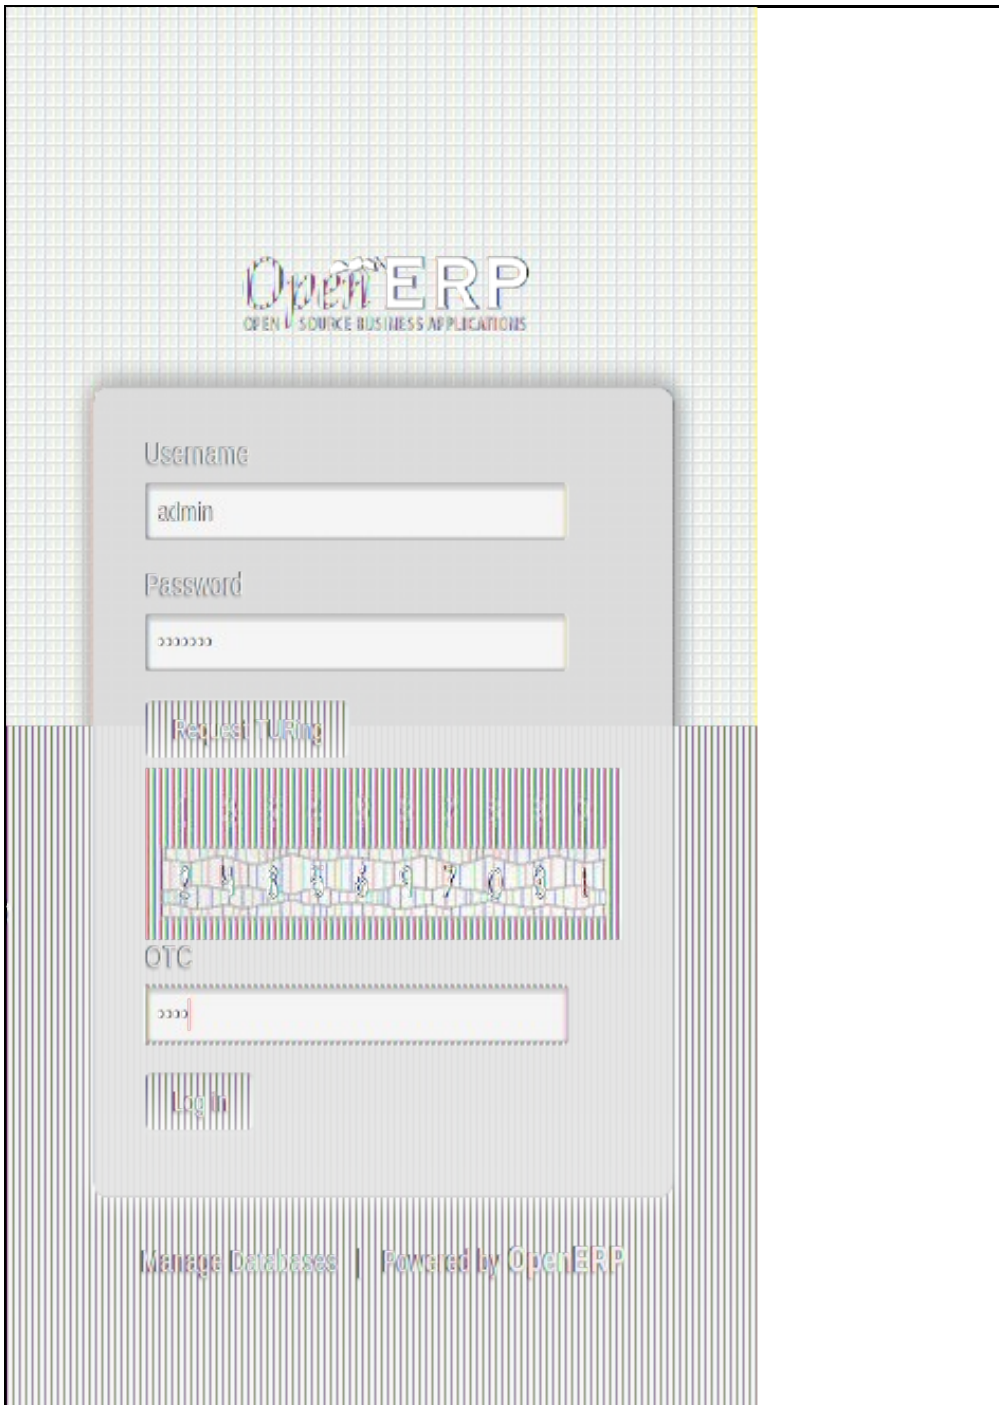 OpenERP
OPEN SOURCE BUSINESS APPLICATIONS
Username
admin
Password
Request TURing
OTC
Log in
Manage Databases | Powered by OpenERP